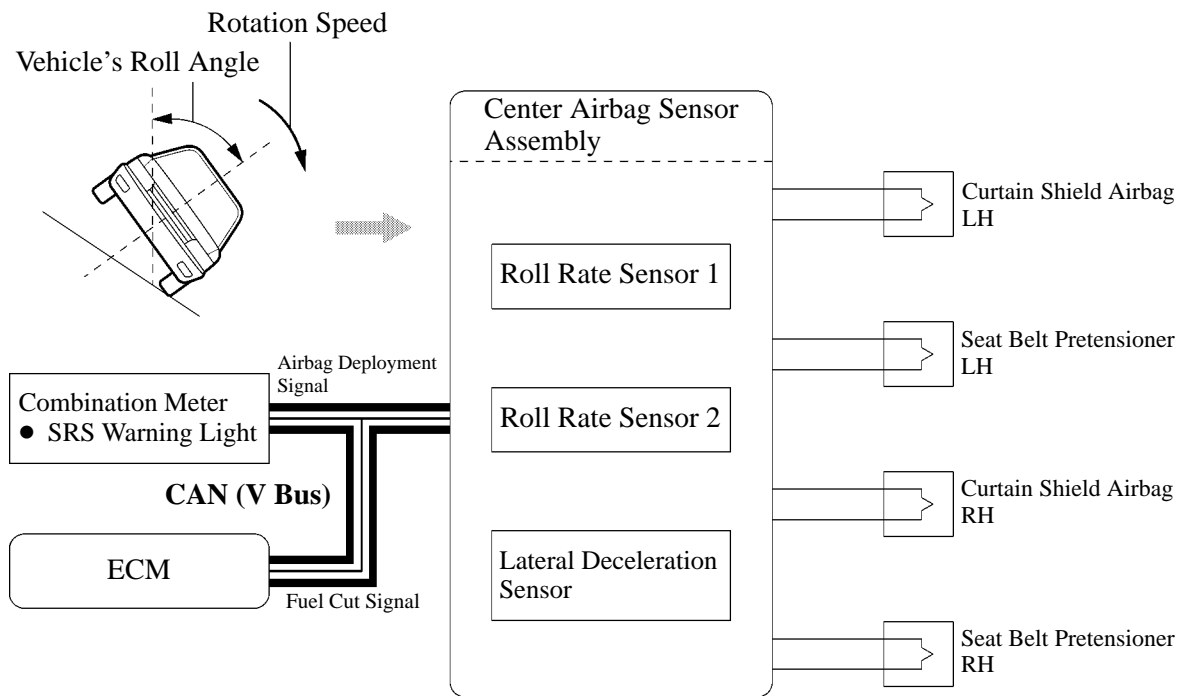 Rotation Speed
Vehicle's Roll Angle
Center Airbag Sensor
Assembly
Roll Rate Sensor 1
Roll Rate Sensor 2
Lateral Deceleration
Sensor
Curtain Shield Airbag
LH
Seat Belt Pretensioner
LH
Curtain Shield Airbag
RH
Seat Belt Pretensioner
RH
Airbag Deployment
Signal
Combination Meter
● SRS Warning Light
CAN (V Bus)
ECM
Fuel Cut Signal